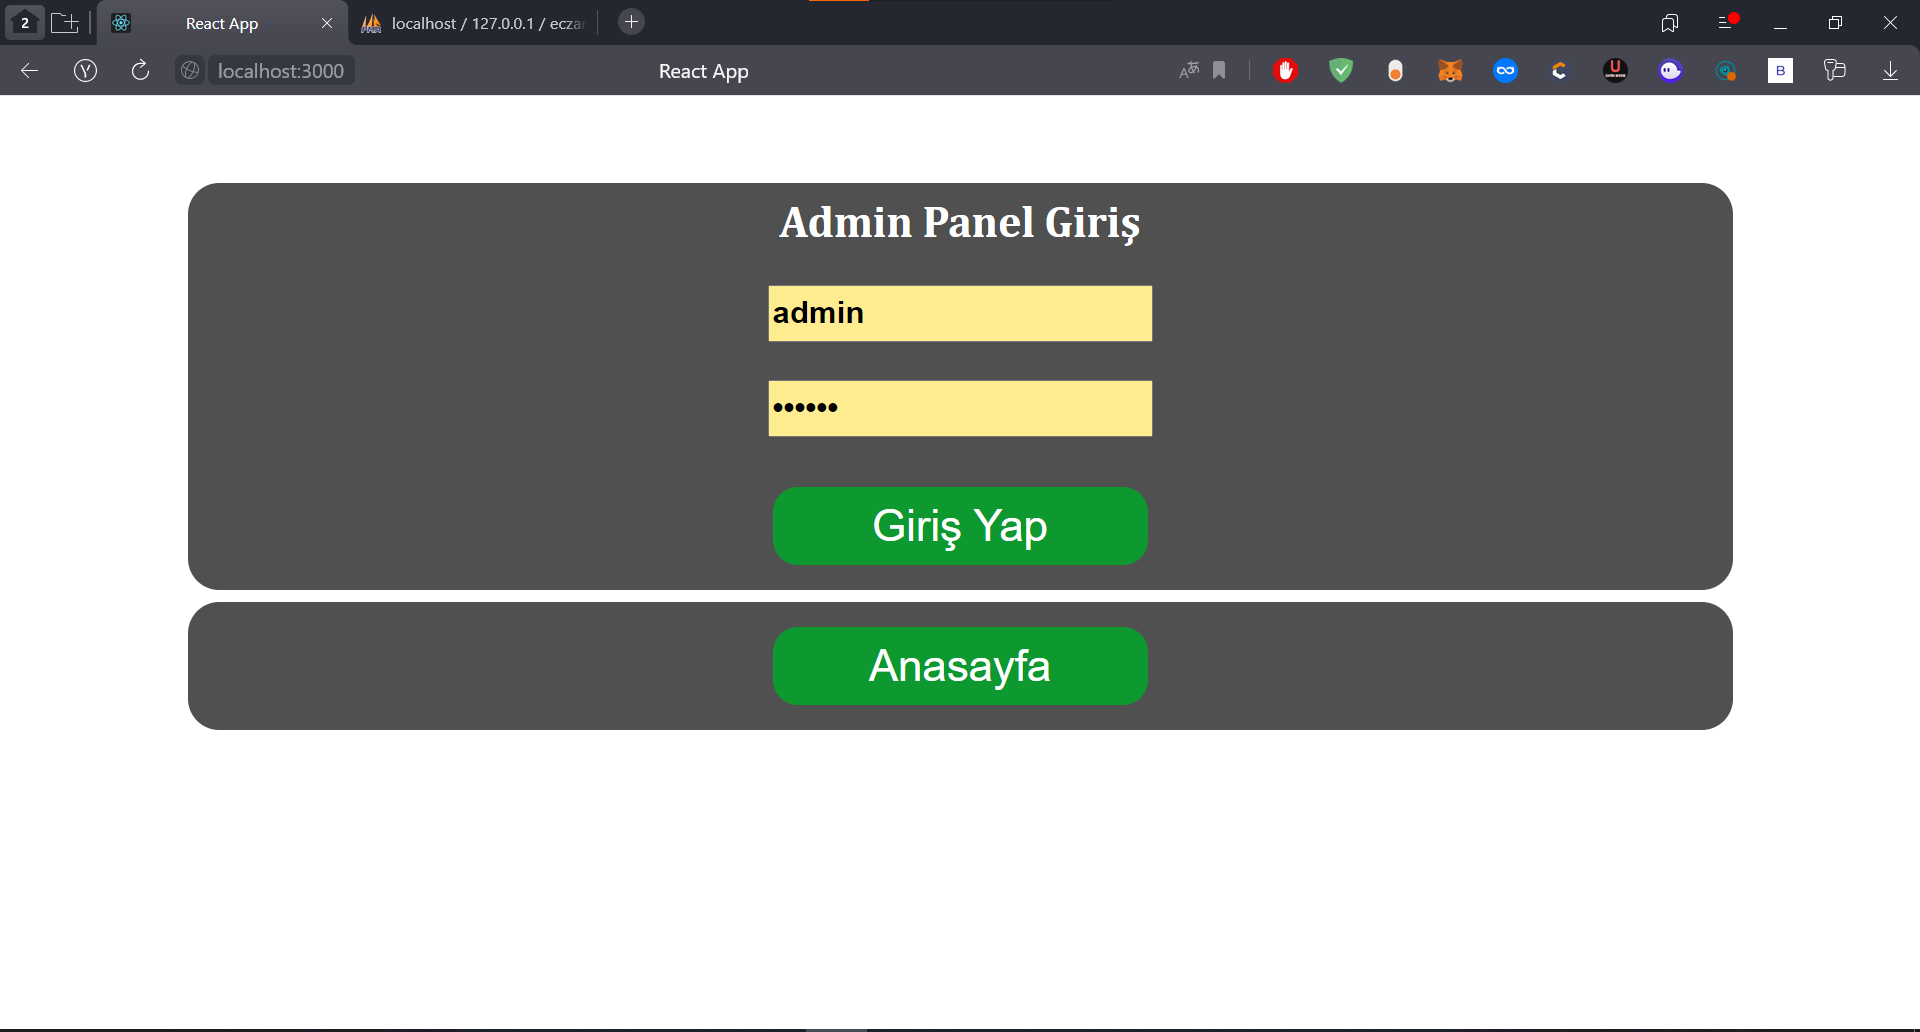 2
React App
localhost / 127.0.0.1 / ecza
localhost:3000
React App
Admin Panel Giriş
admin
••••••
Giriş Yap
Anasayfa